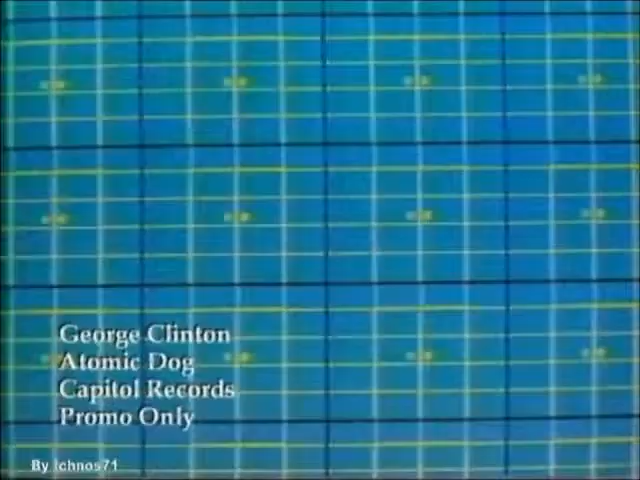 George Clinton
Atomic Dog
Capitol Records
Promo Only
By Ichnos71